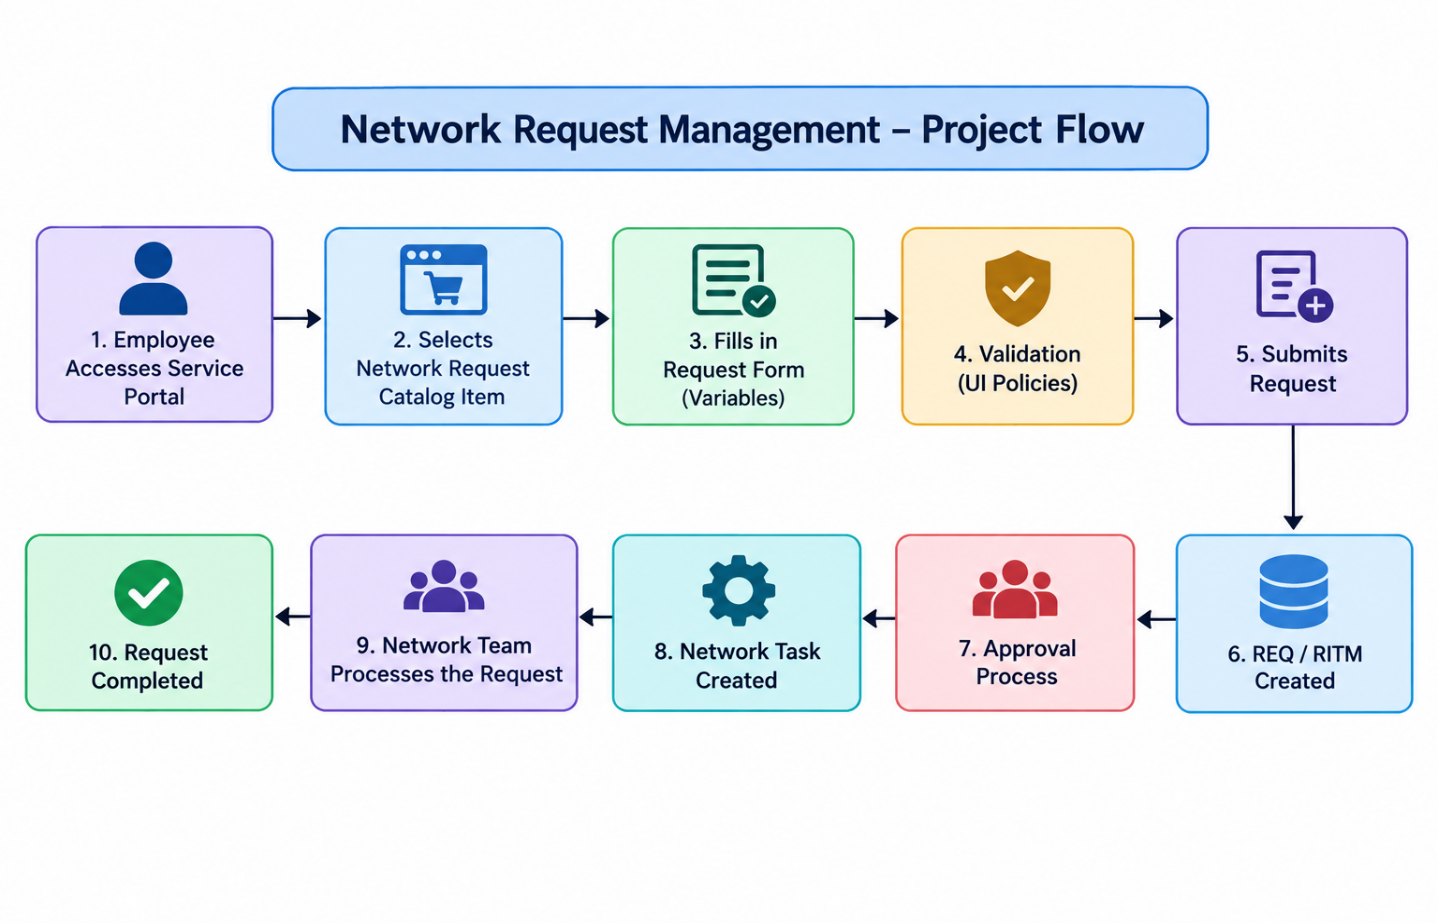 Network Request Management – Project Flow
1. Employee
Accesses Service
Portal
2. Selects
Network Request
Catalog Item
3. Fills in
Request Form
(Variables)
4. Validation
(UI Policies)
5. Submits
Request
6. REQ / RITM
Created
7. Approval
Process
8. Network Task
Created
9. Network Team
Processes the Request
10. Request
Completed